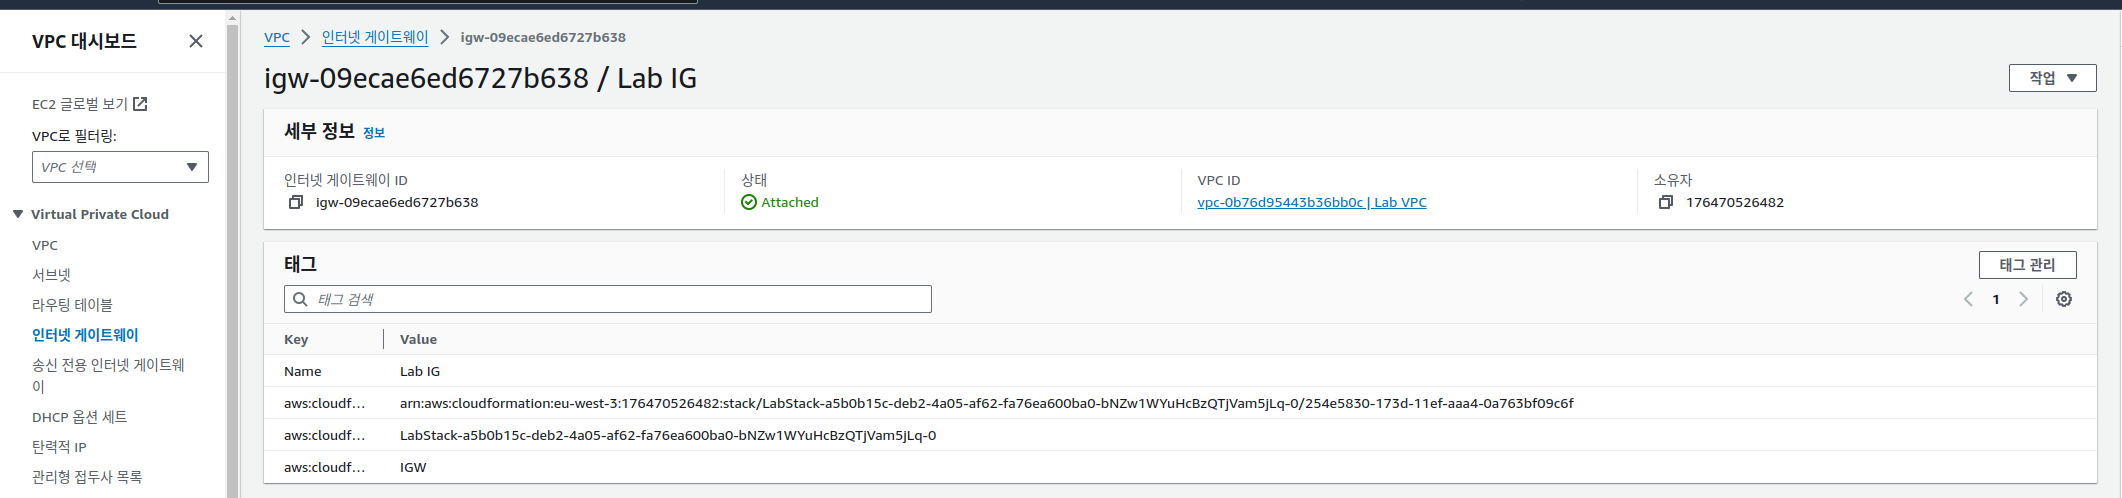 VPC 대시보드
EC2 글로벌 보기
VPC로 필터링:
VPC 선택
Virtual Private Cloud
VPC
서브넷
라우팅 테이블
인터넷 게이트웨이
송신 전용 인터넷 게이트웨
이
DHCP 옵션 세트
탄력적 IP
관리형 접두사 목록
VPC 인터넷 게이트웨이 igw-09ecae6ed6727b638
igw-09ecae6ed6727b638 / Lab IG
작업
세부 정보 정보
인터넷 게이트웨이 ID
igw-09ecae6ed6727b638
상태
Attached
VPC ID
vpc-0b76d95443b36bb0c | Lab VPC
소유자
176470526482
태그
태그 관리
태그 검색
1
Key Value
Name Lab IG
aws:cloudf... arn:aws:cloudformation:eu-west-3:176470526482:stack/LabStack-a5b0b15c-deb2-4a05-af62-fa76ea600ba0-bNZw1WYuHcBzQTjVam5jLq-0/254e5830-173d-11ef-aaa4-0a763bf09c6f
aws:cloudf... LabStack-a5b0b15c-deb2-4a05-af62-fa76ea600ba0-bNZw1WYuHcBzQTjVam5jLq-0
aws:cloudf... IGW